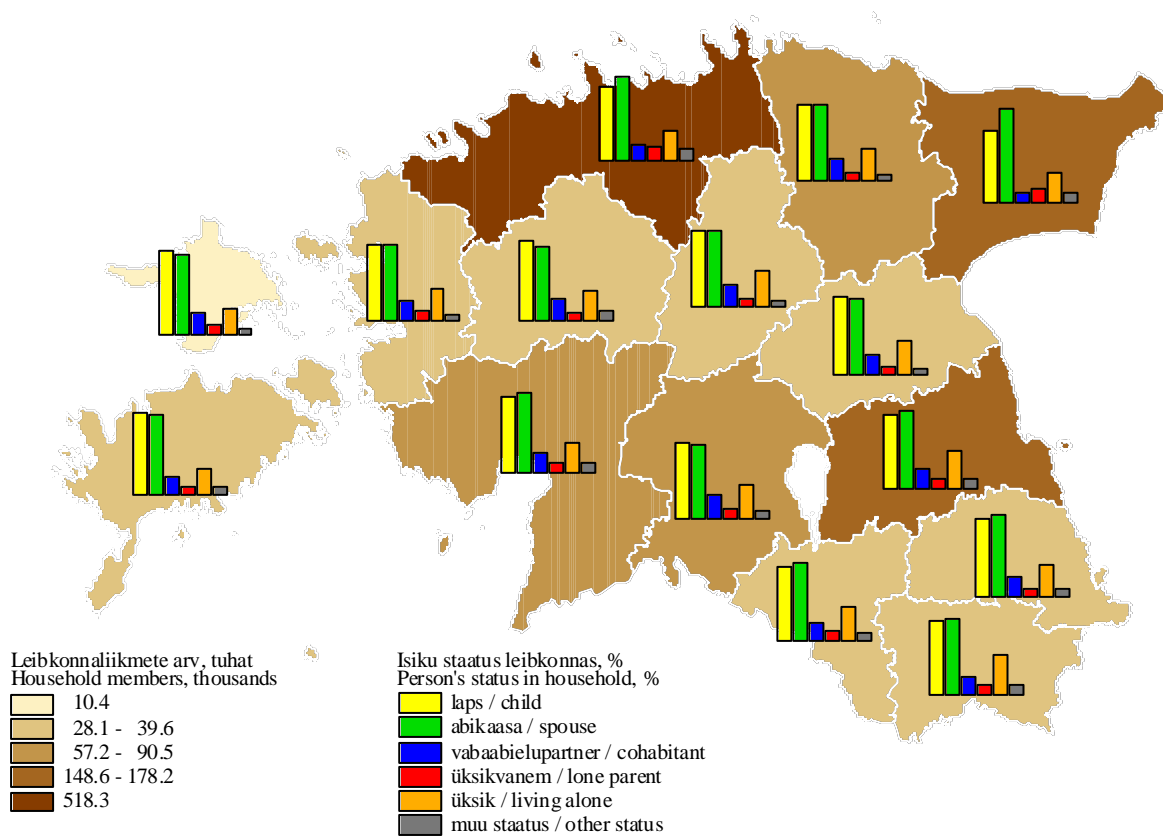 Leibkonnaliikmete arv, tuhat
Household members, thousands
10.4
28.1 - 39.6
57.2 - 90.5
148.6 - 178.2
518.3
Isiku staatus leibkonnas, %
Person's status in household, %
laps / child
abikaasa / spouse
vabaabielupartner / cohabitant
üksikvanem / lone parent
üksik / living alone
muu staatus / other status